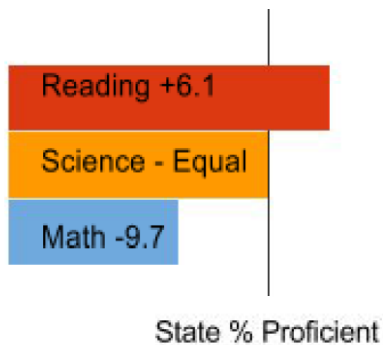 Reading +6.1
Science - Equal
Math -9.7
State % Proficient